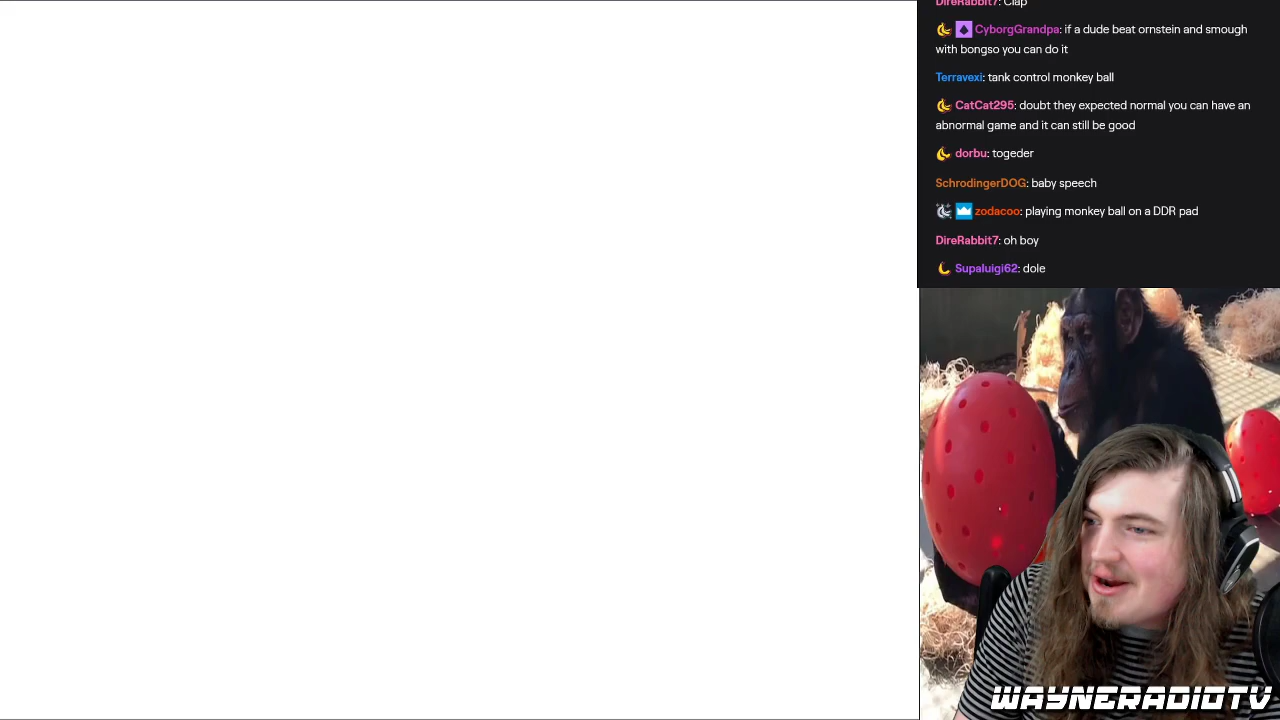 DireRabbit7: Clap
CyborgGrandpa: if a dude beat ornstein and smough
with bongso you can do it
Terravexi: tank control monkey ball
CatCat295: doubt they expected normal you can have an
abnormal game and it can still be good
dorbu: togeder
SchrodingerDOG: baby speech
zodacoo: playing monkey ball on a DDR pad
DireRabbit7: oh boy
Supaluigi62: dole
WAYNERADIOTV